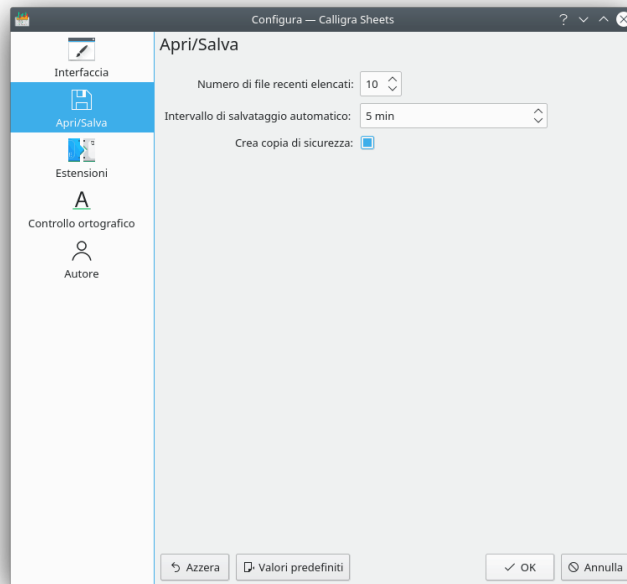 Configura — Calligra Sheets
Interfaccia
Apri/Salva
Estensioni
Controllo ortografico
Autore
Apri/Salva
Numero di file recenti elencati: 10
Intervallo di salvataggio automatico: 5 min
Crea copia di sicurezza:
Azzera
Valori predefiniti
OK
Annulla